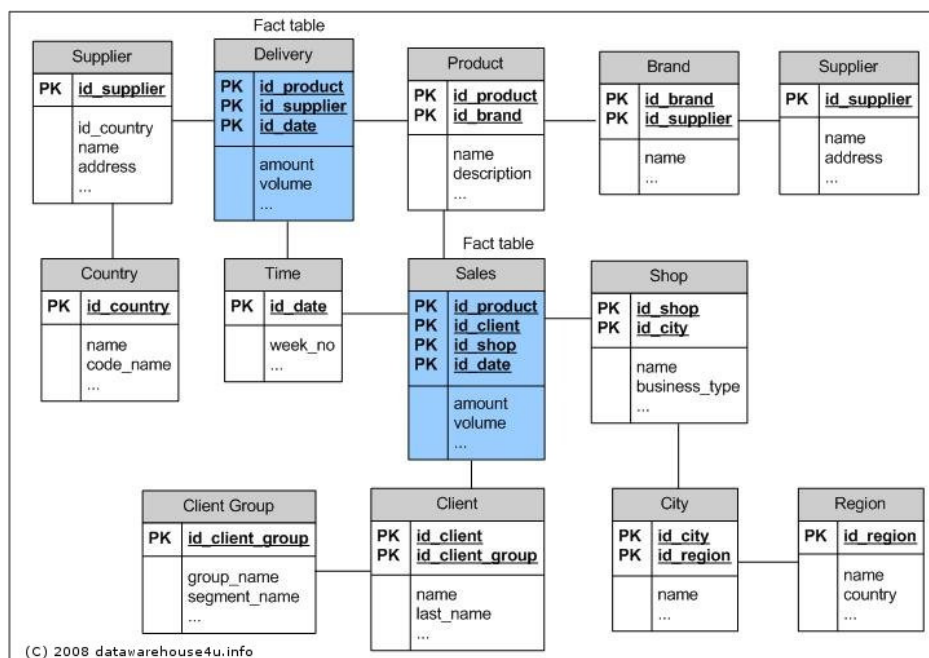 Fact table
Supplier
PK id_supplier
id_country
name
address
...
Delivery
PK id_product
PK id_supplier
PK id_date
amount
volume
...
Product
PK id_product
PK id_brand
name
description
...
Brand
PK id_brand
PK id_supplier
name
...
Supplier
PK id_supplier
name
address
...
Country
PK id_country
name
code_name
...
Time
PK id_date
week_no
...
Fact table
Sales
PK id_product
PK id_client
PK id_shop
PK id_date
amount
volume
...
Shop
PK id_shop
PK id_city
name
business_type
...
Client Group
PK id_client_group
group_name
segment_name
...
Client
PK id_client
PK id_client_group
name
last_name
...
City
PK id_city
PK id_region
name
...
Region
PK id_region
name
country
...
(C) 2008 datawarehouse4u.info